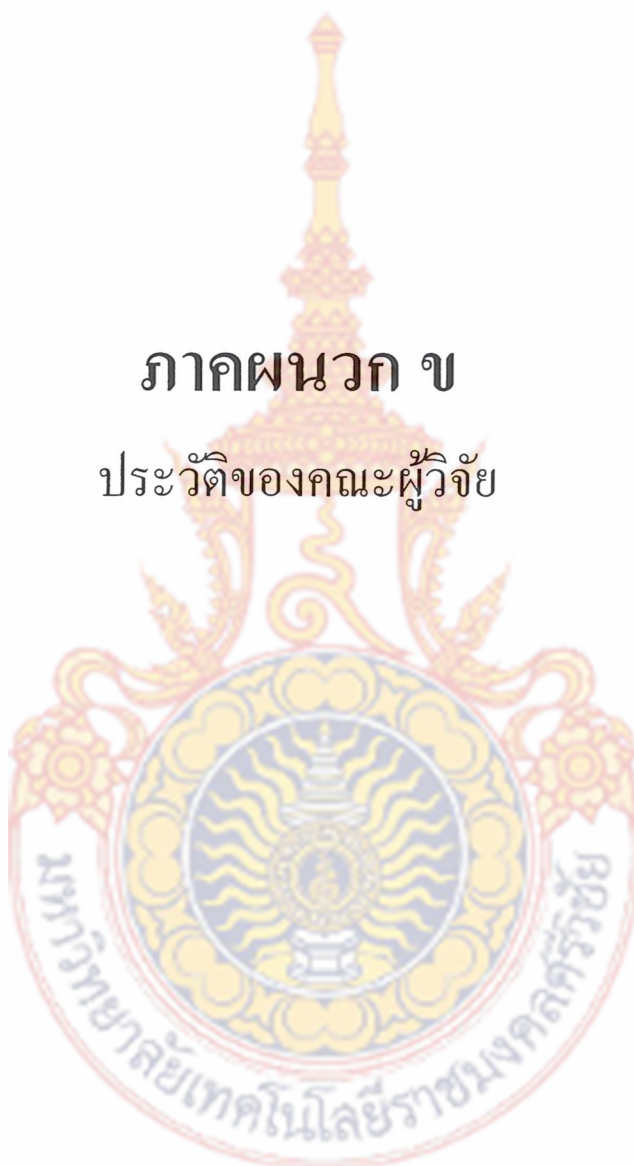 ภาคผนวก ข
ประวัติของคณะผู้วิจัย
มหาวิทยาลัยเทคโนโลยีราชมงคลศรีวิชัย